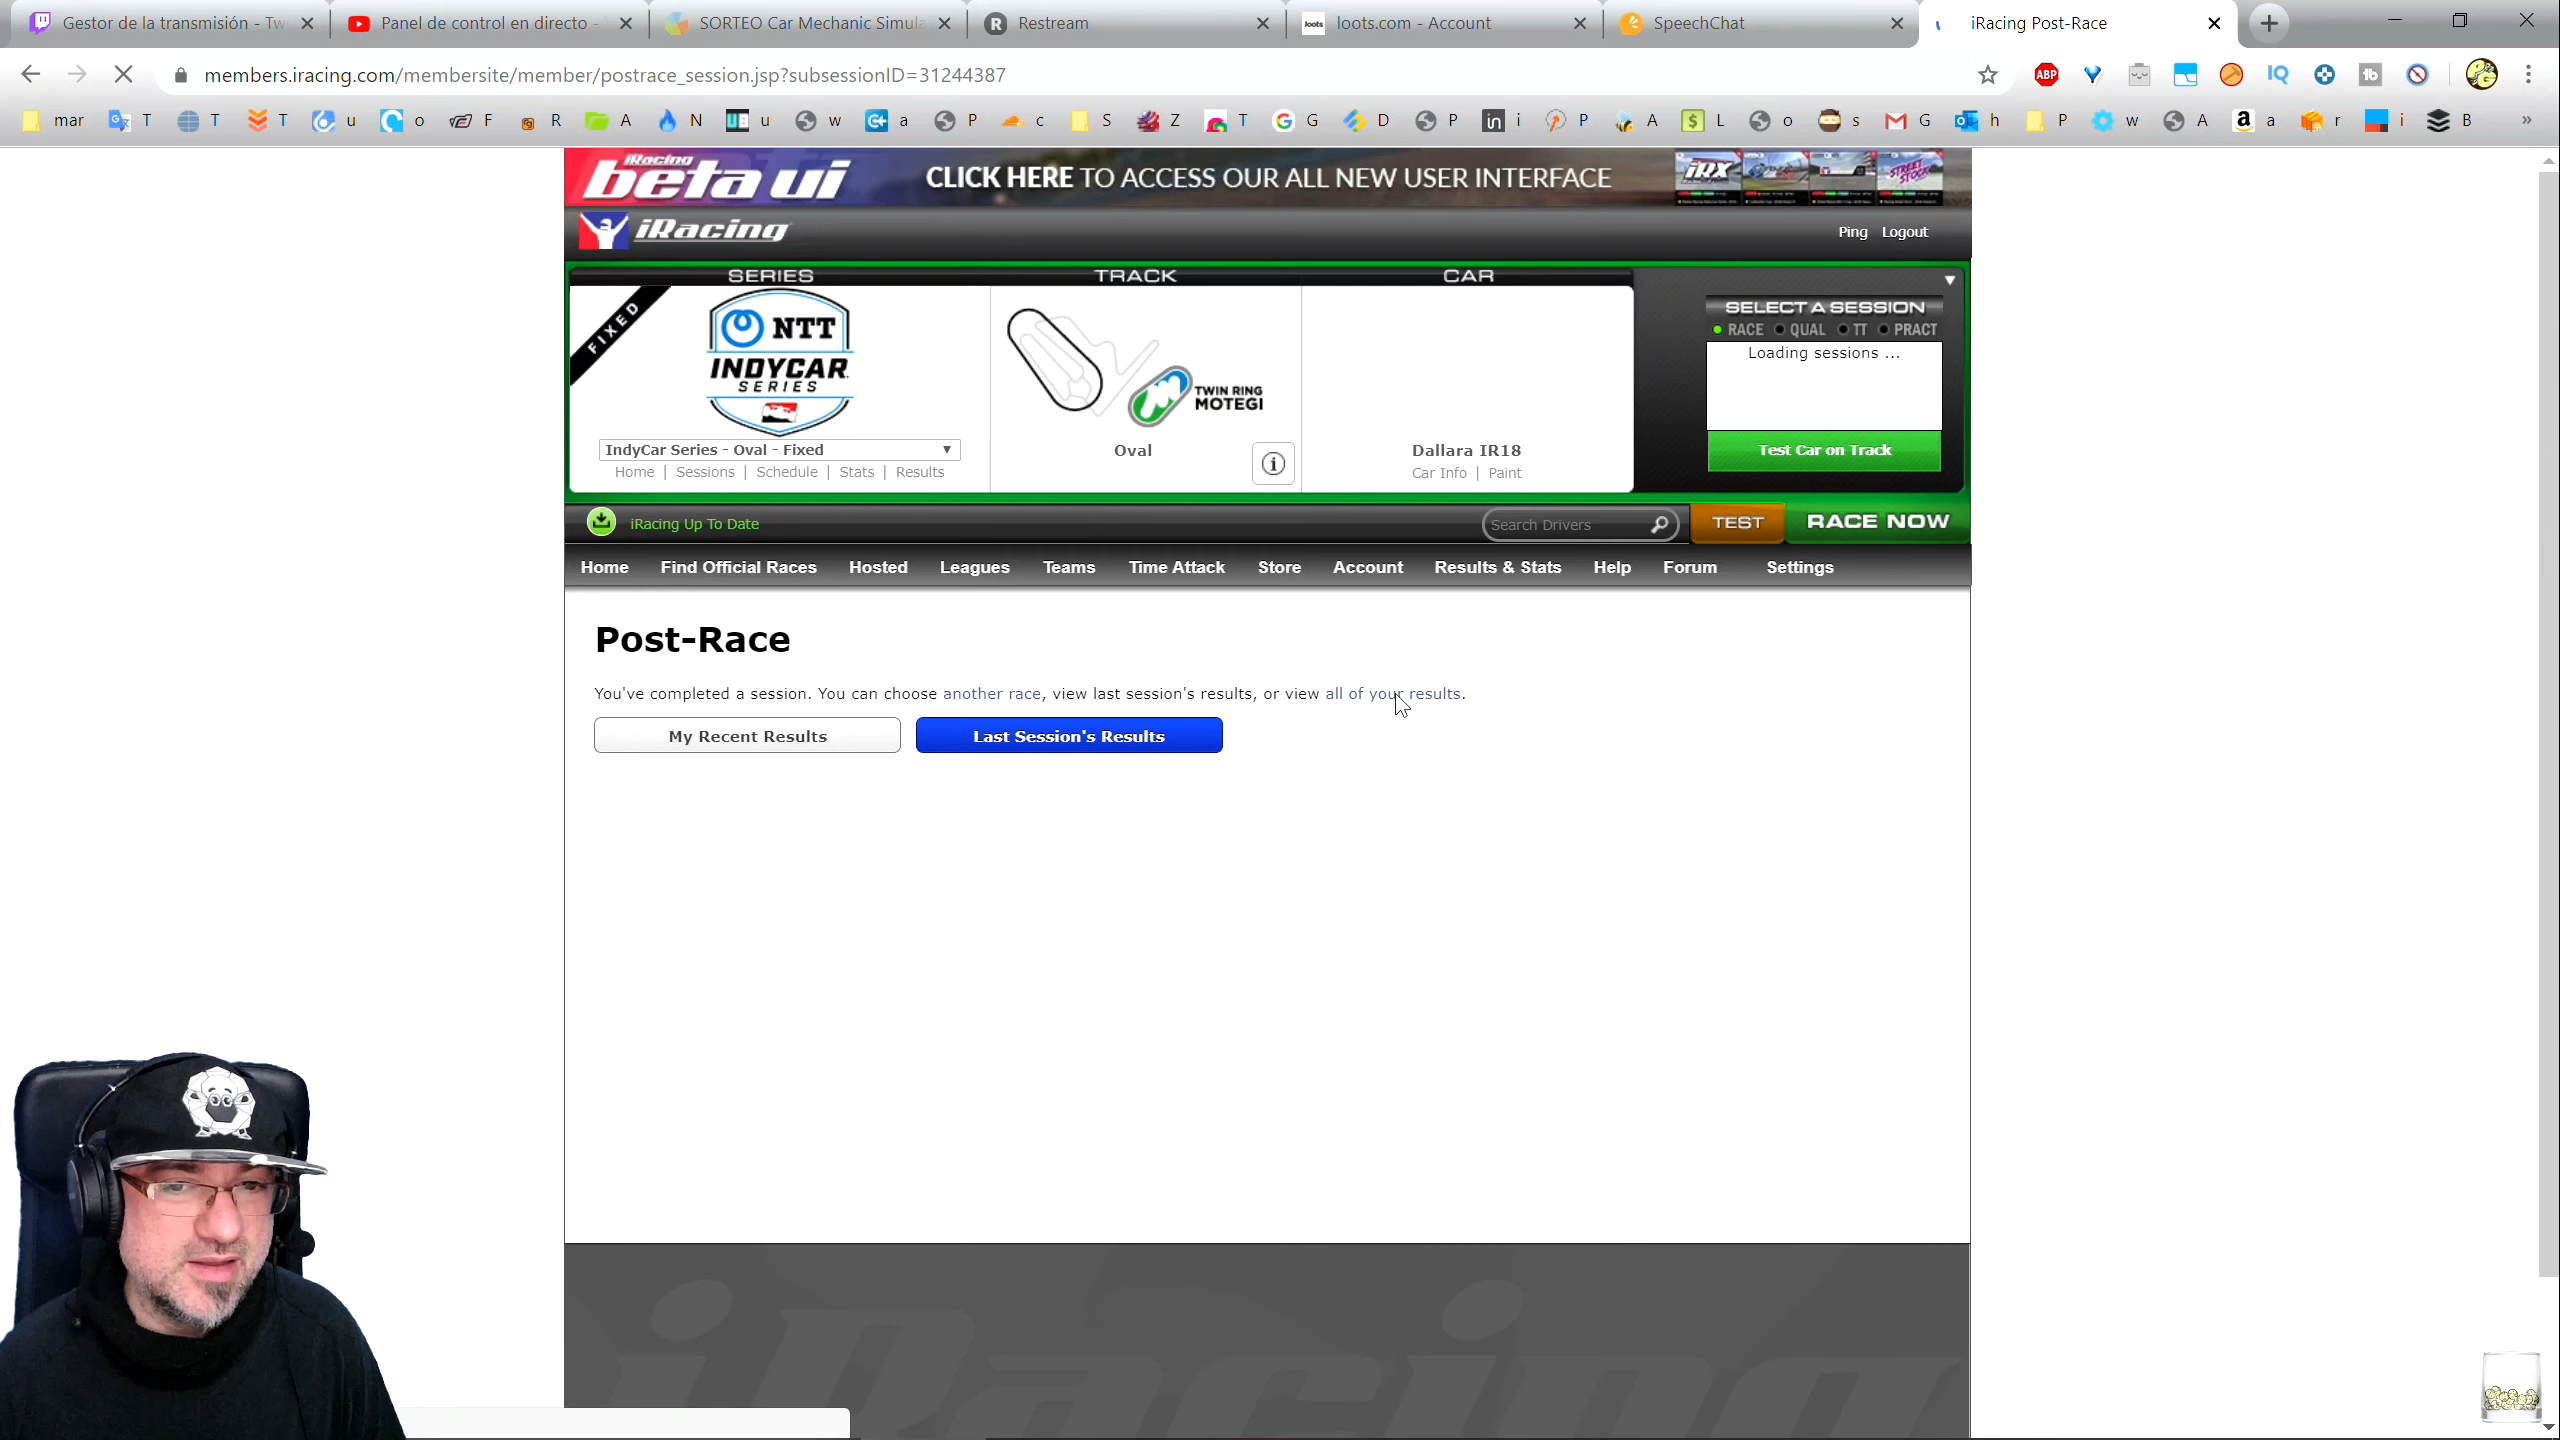 Gestor de la transmisión - Twi
Panel de control en directo -
SORTEO Car Mechanic Simula
Restream
loots.com - Account
SpeechChat
iRacing Post-Race
members.iracing.com/membersite/member/postrace_session.jsp?subsessionID=31244387
mar T T T u o F R A N u w a P c S Z T G D P i P A L o s G h P w A a r i B »
iRacing
beta ui
CLICK HERE TO ACCESS OUR ALL NEW USER INTERFACE
iRX
STREET STOCK
iRacing
Ping Logout
SERIES TRACK CAR
SELECT A SESSION
RACE QUAL TT PRACT
Loading sessions ...
FIXED
NTT
INDYCAR
SERIES
TWIN RING
MOTEGI
IndyCar Series - Oval - Fixed
Oval
Dallara IR18
Test Car on Track
Home | Sessions | Schedule | Stats | Results
Car Info | Paint
iRacing Up To Date
Search Drivers
TEST
RACE NOW
Home Find Official Races Hosted Leagues Teams Time Attack Store Account Results & Stats Help Forum Settings
Post-Race
You've completed a session. You can choose another race, view last session's results, or view all of your results.
My Recent Results
Last Session's Results
iRacing